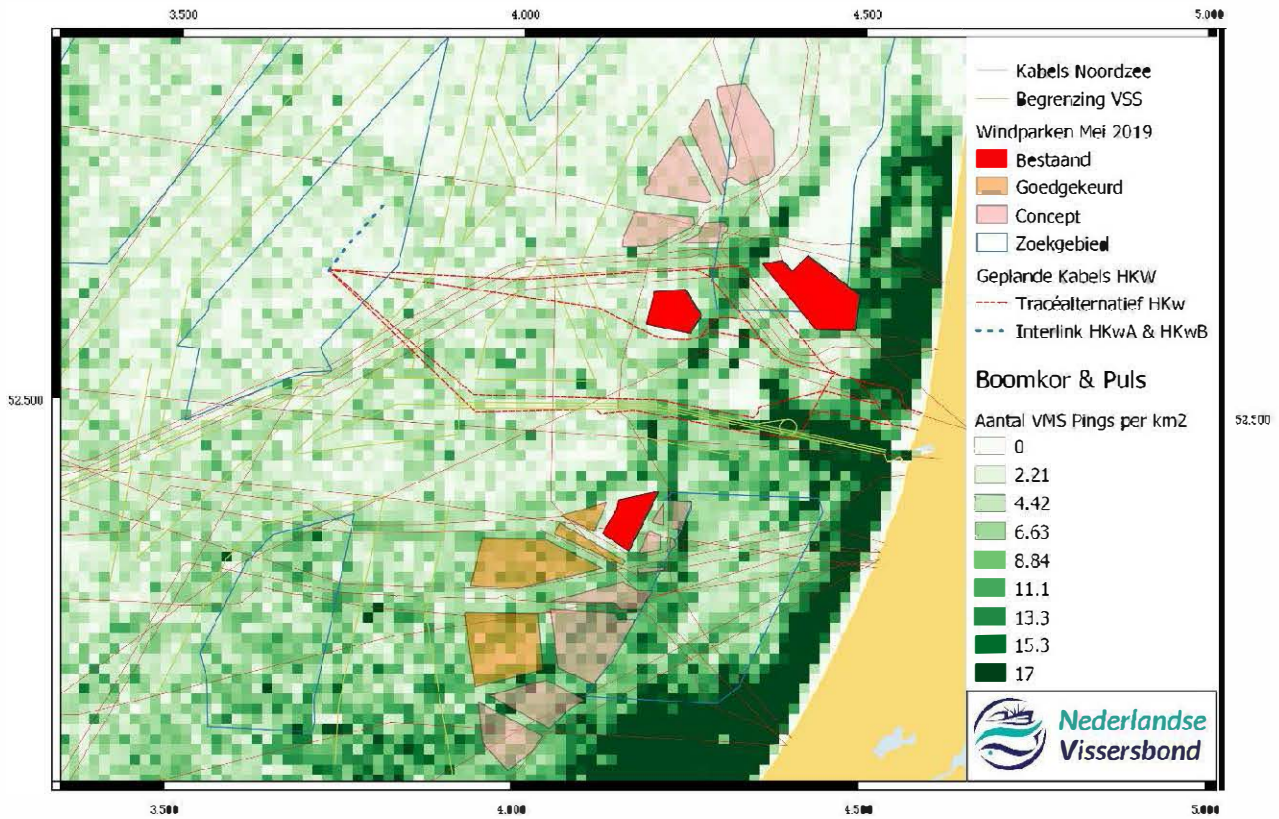 3.500 4.000 4.500 5.000
Kabels Noordzee
Begrenzing VSS
Windparken Mei 2019
Bestaand
Goedgekeurd
Concept
Zoekgebied
Geplande Kabels HKW
Tracéalternatief HKw
Interlink HKwA & HKwB
Boomkor & Puls
Aantal VMS Pings per km2
0
2.21
4.42
6.63
8.84
11.1
13.3
15.3
17
Nederlandse
Vissersbond
52.500 52.500
3.500 4.000 4.500 5.000